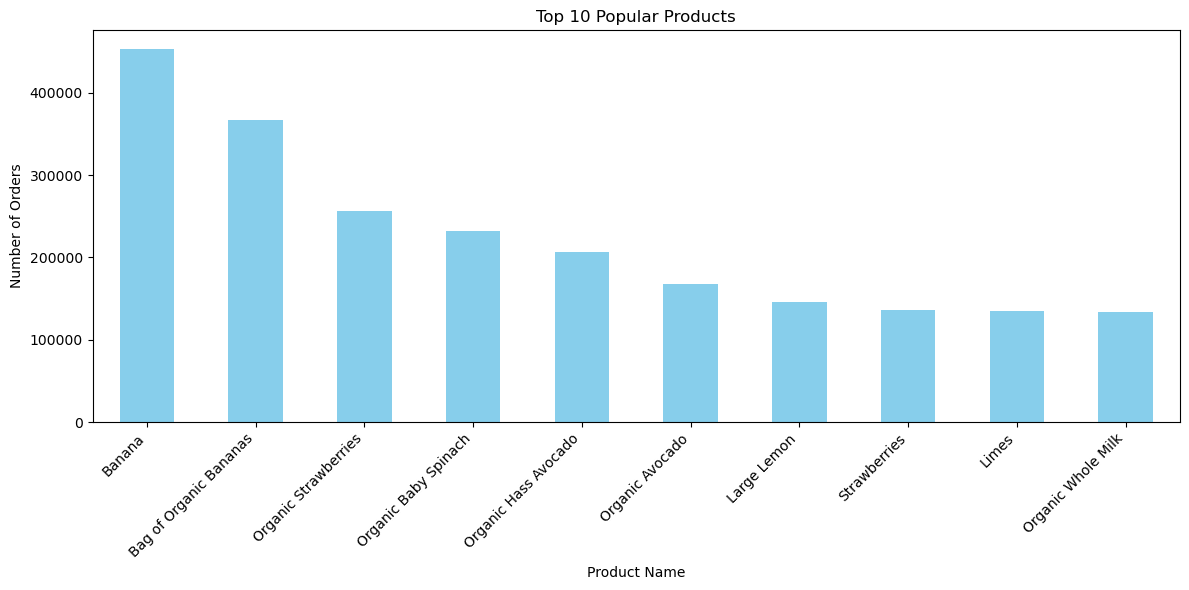 Top 10 Popular Products
Number of Orders
400000
300000
200000
100000
0
Banana
Bag of Organic Bananas
Organic Strawberries
Organic Baby Spinach
Organic Hass Avocado
Organic Avocado
Large Lemon
Strawberries
Limes
Organic Whole Milk
Product Name